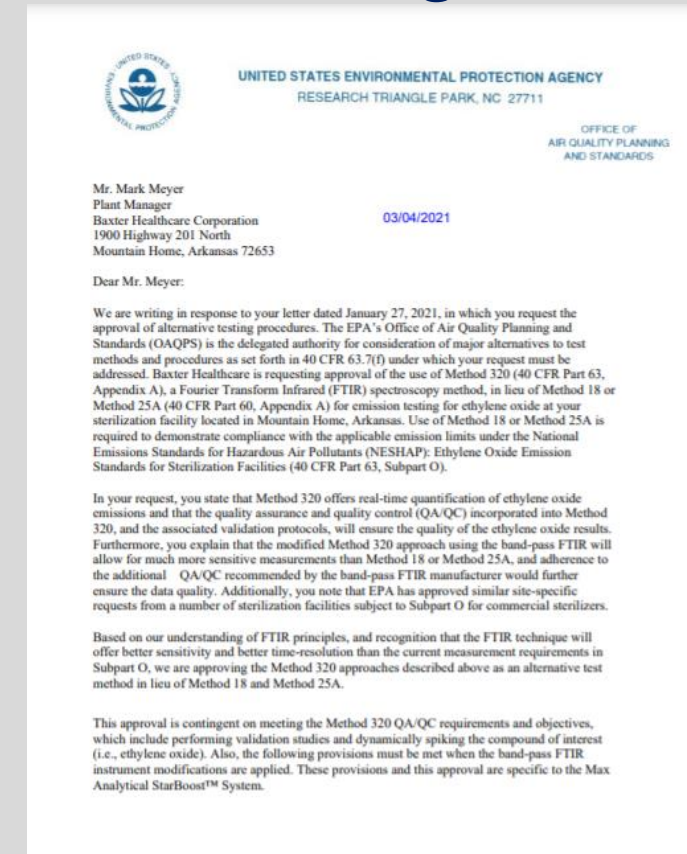 UNITED STATES
ENVIRONMENTAL PROTECTION AGENCY
UNITED STATES ENVIRONMENTAL PROTECTION AGENCY
RESEARCH TRIANGLE PARK, NC 27711
OFFICE OF
AIR QUALITY PLANNING
AND STANDARDS
Mr. Mark Meyer
Plant Manager
Baxter Healthcare Corporation
03/04/2021
1900 Highway 201 North
Mountain Home, Arkansas 72653
Dear Mr. Meyer:
We are writing in response to your letter dated January 27, 2021, in which you request the
approval of alternative testing procedures. The EPA's Office of Air Quality Planning and
Standards (OAQPS) is the delegated authority for consideration of major alternatives to test
methods and procedures as set forth in 40 CFR 63.7(f) under which your request must be
addressed. Baxter Healthcare is requesting approval of the use of Method 320 (40 CFR Part 63,
Appendix A), a Fourier Transform Infrared (FTIR) spectroscopy method, in lieu of Method 18 or
Method 25A (40 CFR Part 60, Appendix A) for emission testing for ethylene oxide at your
sterilization facility located in Mountain Home, Arkansas. Use of Method 18 or Method 25A is
required to demonstrate compliance with the applicable emission limits under the National
Emissions Standards for Hazardous Air Pollutants (NESHAP): Ethylene Oxide Emission
Standards for Sterilization Facilities (40 CFR Part 63, Subpart O).
In your request, you state that Method 320 offers real-time quantification of ethylene oxide
emissions and that the quality assurance and quality control (QA/QC) incorporated into Method
320, and the associated validation protocols, will ensure the quality of the ethylene oxide results.
Furthermore, you explain that the modified Method 320 approach using the band-pass FTIR will
allow for much more sensitive measurements than Method 18 or Method 25A, and adherence to
the additional QA/QC recommended by the band-pass FTIR manufacturer would further
ensure the data quality. Additionally, you note that EPA has approved similar site-specific
requests from a number of sterilization facilities subject to Subpart O for commercial sterilizers.
Based on our understanding of FTIR principles, and recognition that the FTIR technique will
offer better sensitivity and better time-resolution than the current measurement requirements in
Subpart O, we are approving the Method 320 approaches described above as an alternative test
method in lieu of Method 18 and Method 25A.
This approval is contingent on meeting the Method 320 QA/QC requirements and objectives,
which include performing validation studies and dynamically spiking the compound of interest
(i.e., ethylene oxide). Also, the following provisions must be met when the band-pass FTIR
instrument modifications are applied. These provisions and this approval are specific to the Max
Analytical StarBoost™ System.